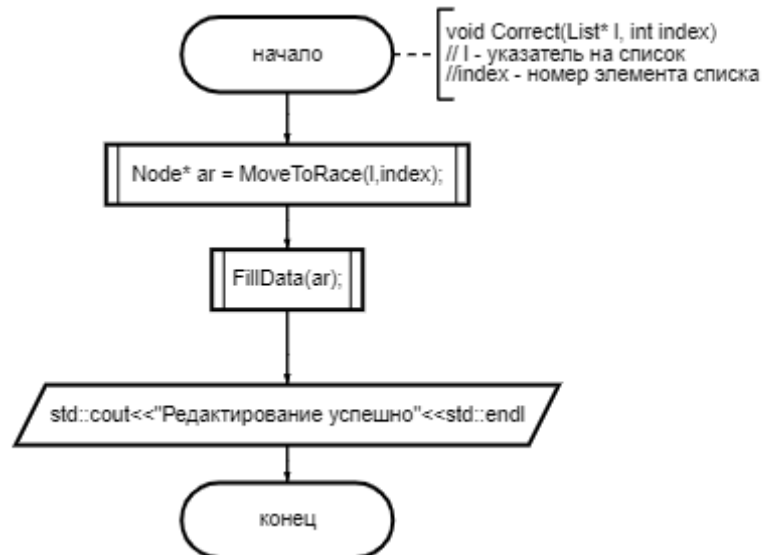 начало
void Correct(List* l, int index)
// l - указатель на список
//index - номер элемента списка
Node* ar = MoveToRace(l,index);
FillData(ar);
std::cout<<"Редактирование успешно"<<std::endl
конец